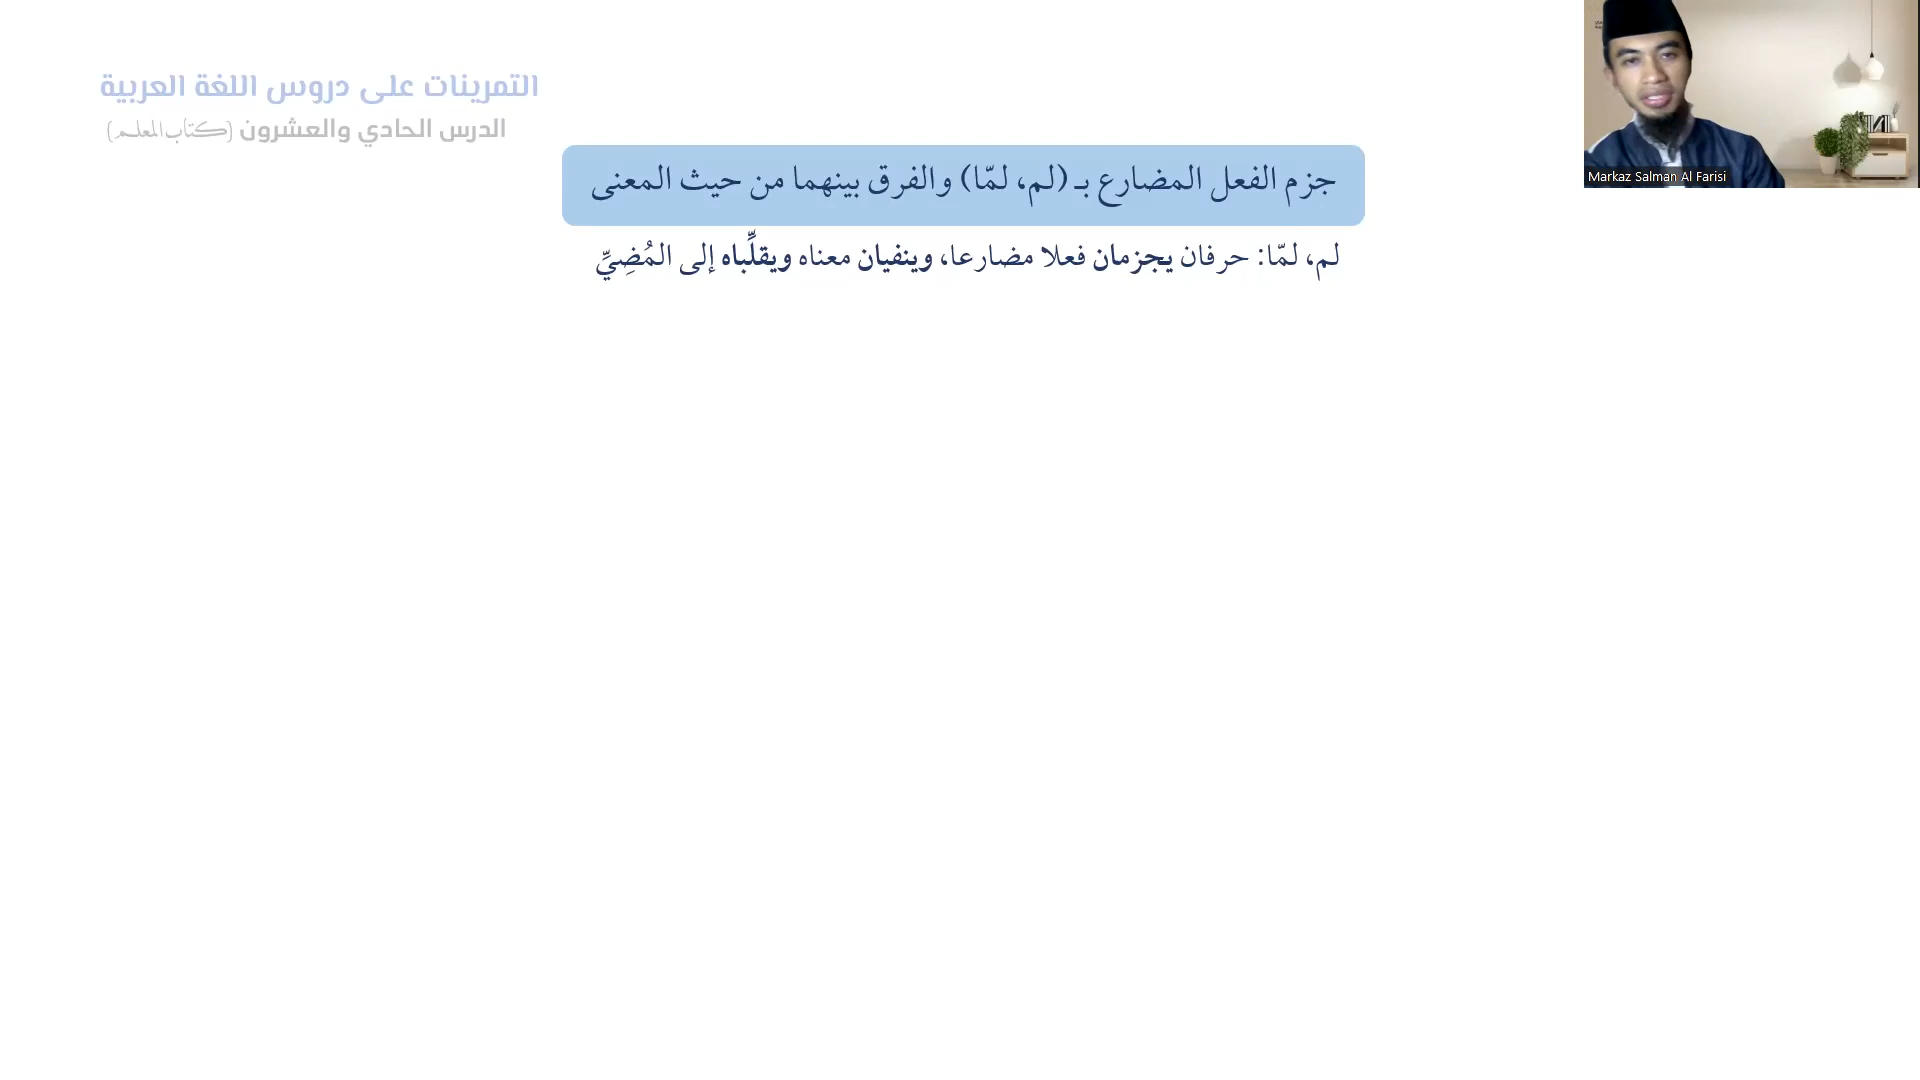 التمرينات على دروس اللغة العربية
الدرس الحادي والعشرون (كتاب المعلم)
جزم الفعل المضارع بـ (لم، لمّا) والفرق بينهما من حيث المعنى
لم، لمّا: حرفان يجزمان فعلا مضارعا، وينفيان معناه ويقلِّباه إلى المُضِيِّ
Markaz Salman Al Farisi